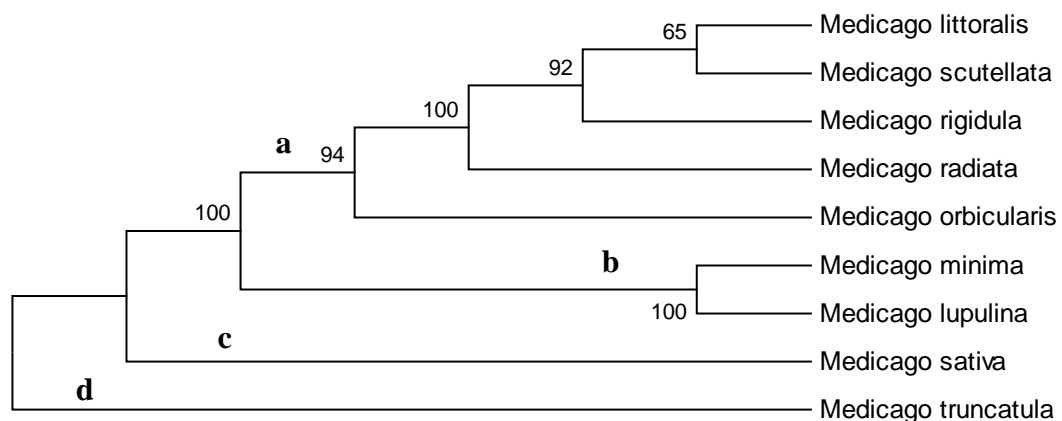 65
Medicago littoralis
Medicago scutellata
92
Medicago rigidula
100
Medicago radiata
a
94
Medicago orbicularis
100
b
Medicago minima
100
Medicago lupulina
c
Medicago sativa
d
Medicago truncatula